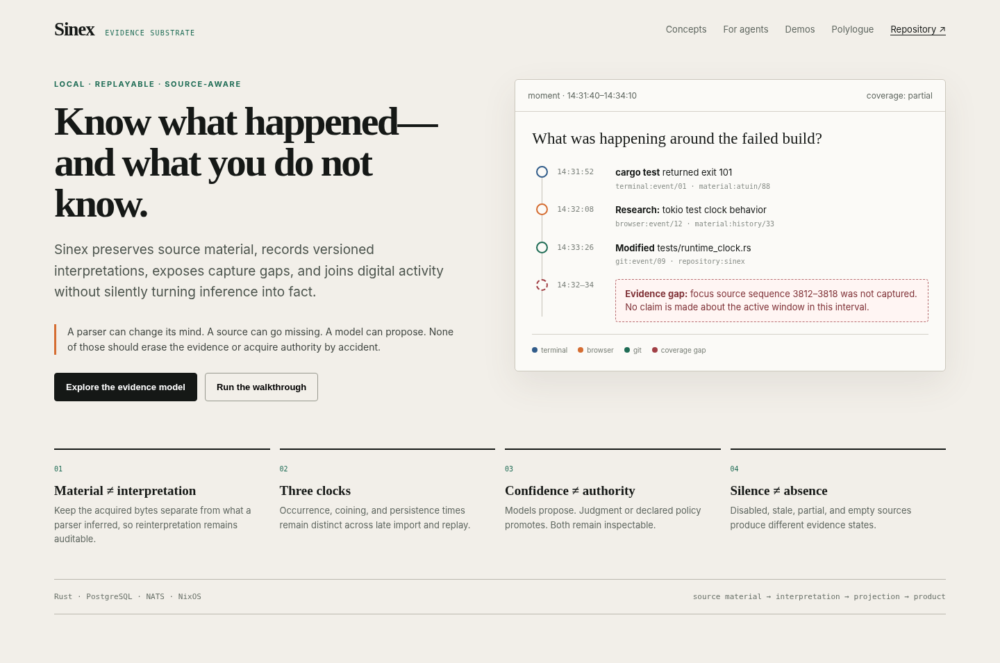 Sinex EVIDENCE SUBSTRATE
Concepts For agents Demos Polylogue Repository ↗
LOCAL · REPLAYABLE · SOURCE-AWARE
Know what happened—
and what you do not
know.
Sinex preserves source material, records versioned
interpretations, exposes capture gaps, and joins digital activity
without silently turning inference into fact.
A parser can change its mind. A source can go missing. A model can propose. None
of those should erase the evidence or acquire authority by accident.
Explore the evidence model
Run the walkthrough
moment · 14:31:40–14:34:10
coverage: partial
What was happening around the failed build?
14:31:52 cargo test returned exit 101
terminal:event/01 · material:atuin/88
14:32:08 Research: tokio test clock behavior
browser:event/12 · material:history/33
14:33:26 Modified tests/runtime_clock.rs
git:event/09 · repository:sinex
14:32–34 Evidence gap: focus source sequence 3812–3818 was not captured.
No claim is made about the active window in this interval.
terminal browser git coverage gap
01
Material ≠ interpretation
Keep the acquired bytes separate from what a
parser inferred, so reinterpretation remains
auditable.
02
Three clocks
Occurrence, coining, and persistence times
remain distinct across late import and replay.
03
Confidence ≠ authority
Models propose. Judgment or declared policy
promotes. Both remain inspectable.
04
Silence ≠ absence
Disabled, stale, partial, and empty sources
produce different evidence states.
Rust · PostgreSQL · NATS · NixOS
source material → interpretation → projection → product